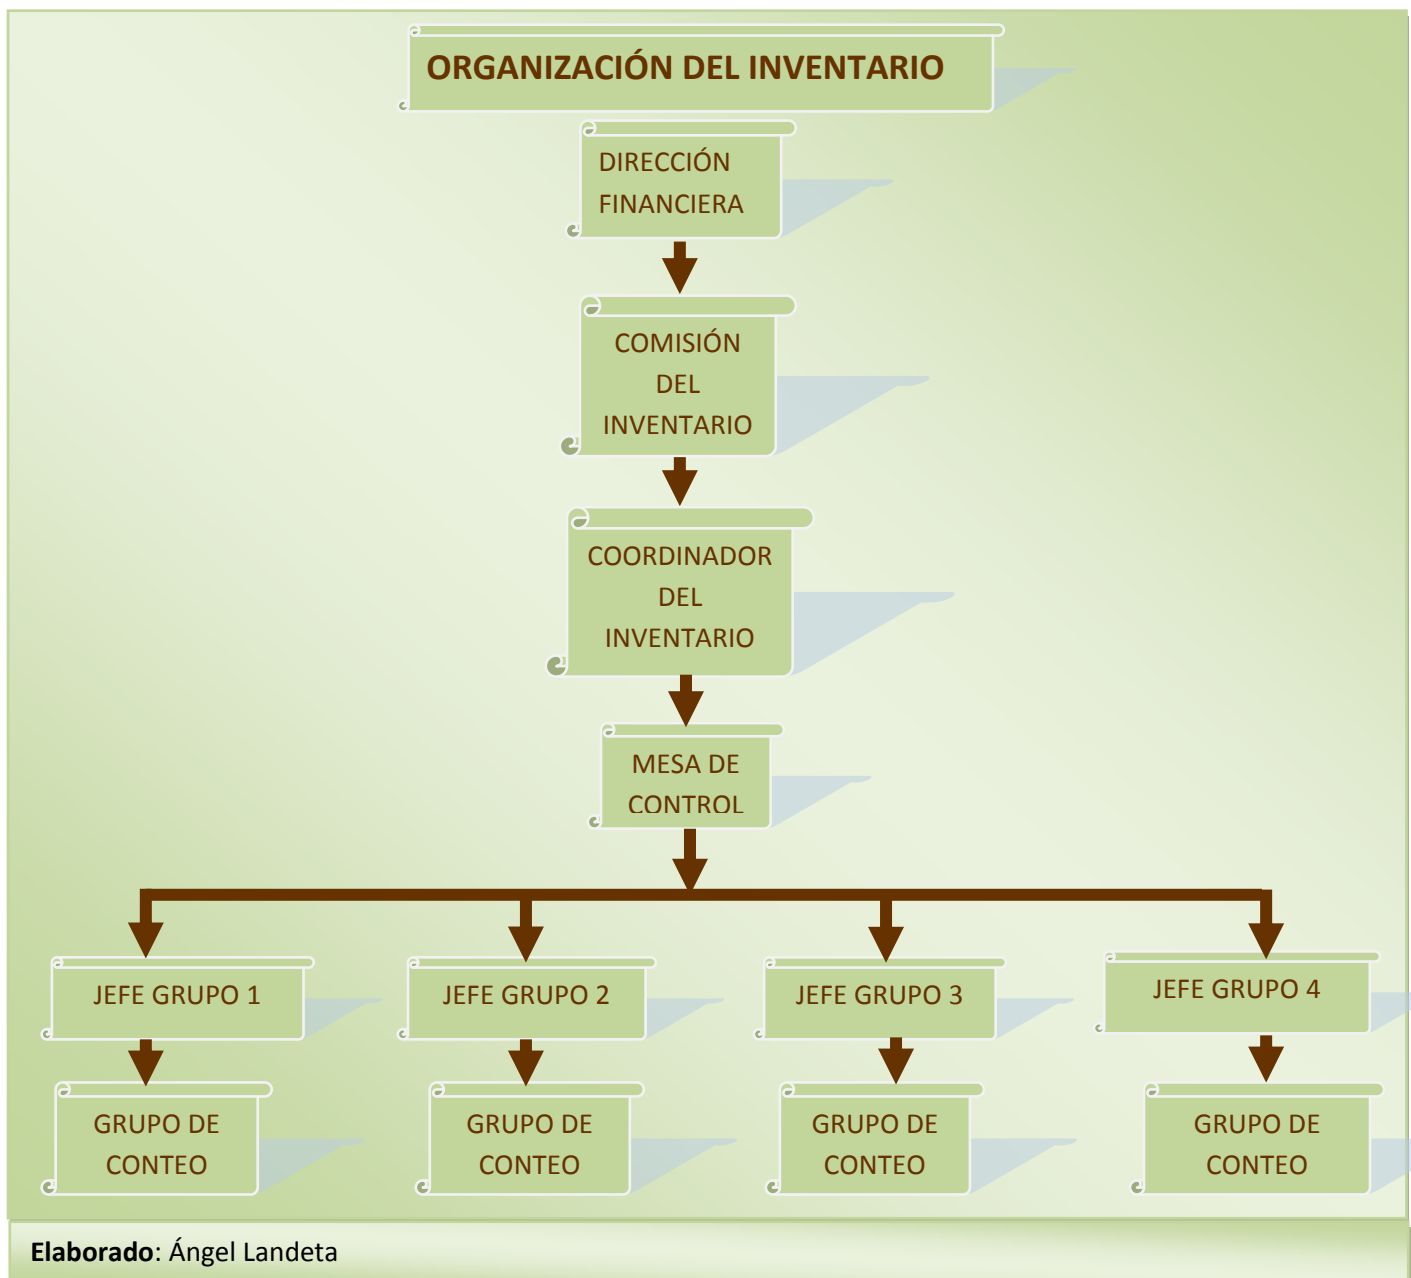 ORGANIZACIÓN DEL INVENTARIO
DIRECCIÓN
FINANCIERA
COMISIÓN
DEL
INVENTARIO
COORDINADOR
DEL
INVENTARIO
MESA DE
CONTROL
JEFE GRUPO 1
JEFE GRUPO 2
JEFE GRUPO 3
JEFE GRUPO 4
GRUPO DE
CONTEO
GRUPO DE
CONTEO
GRUPO DE
CONTEO
GRUPO DE
CONTEO
Elaborado: Ángel Landeta